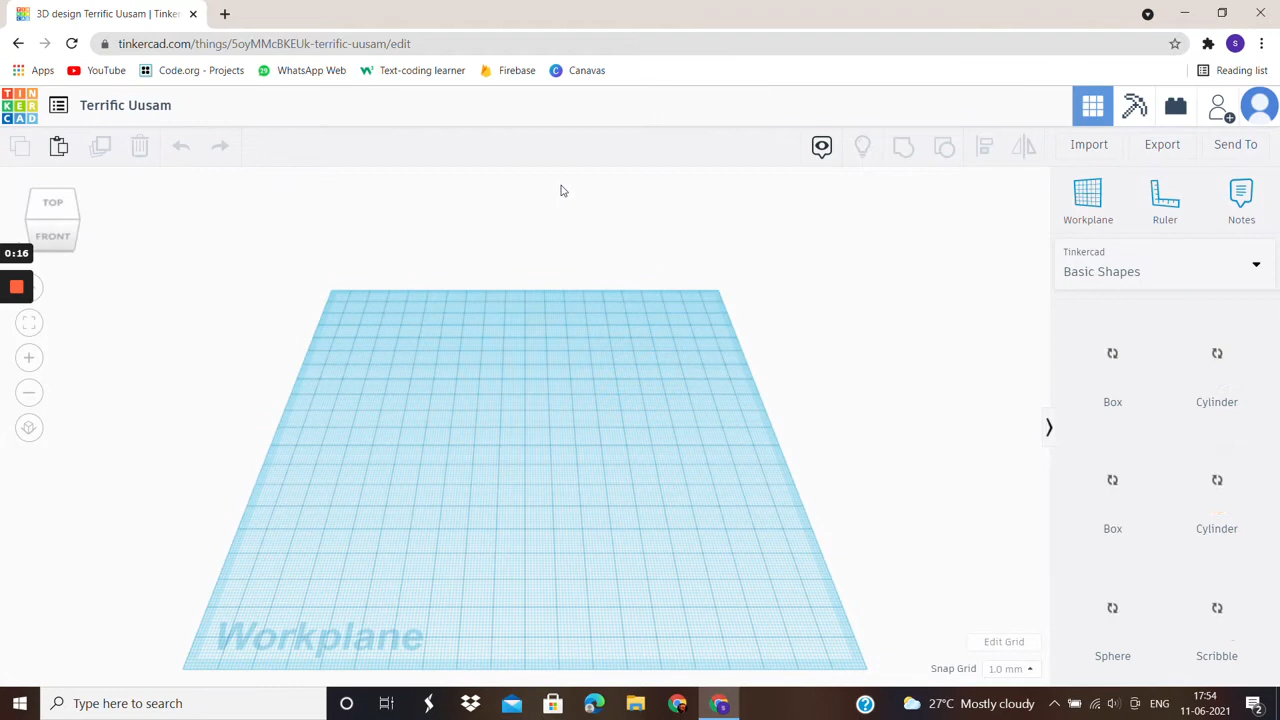 3D design Terrific Uusam | Tinker
tinkercad.com/things/5oyMMcBKEUk-terrific-uusam/edit
S
Apps
YouTube
Code.org - Projects
WhatsApp Web
Text-coding learner
Firebase
Canavas
Reading list
TIN
KER
CAD
Terrific Uusam
Import
Export
Send To
TOP
FRONT
0:16
Workplane
Ruler
Notes
Tinkercad
Basic Shapes
Box
Cylinder
Box
Cylinder
Sphere
Scribble
Workplane
Edit Grid
Snap Grid
1.0 mm
Type here to search
27°C Mostly cloudy
ENG
17:54
11-06-2021
2